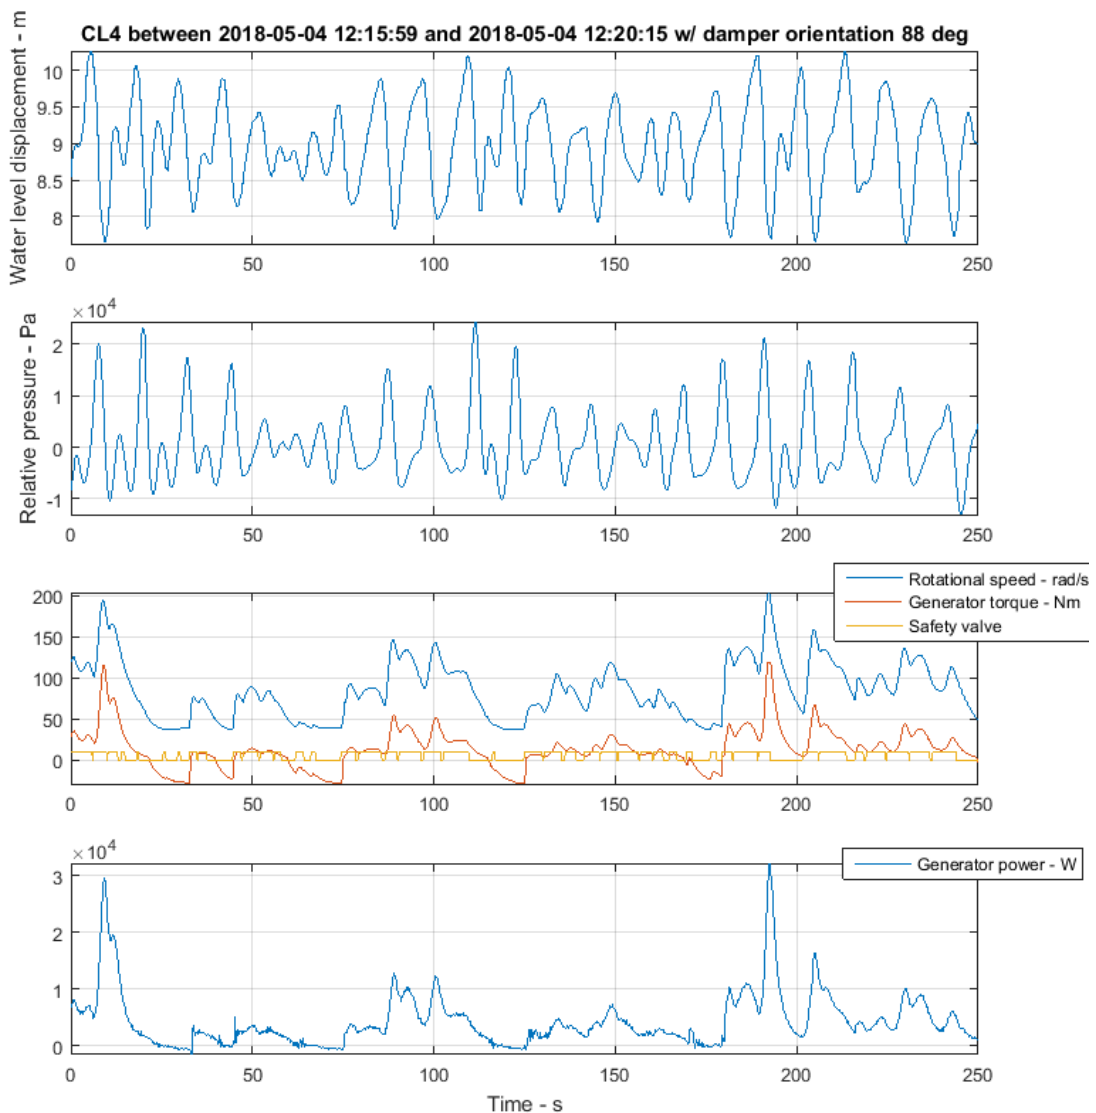 CL4 between 2018-05-04 12:15:59 and 2018-05-04 12:20:15 w/ damper orientation 88 deg
Water level displacement - m
10
9.5
9
8.5
8
0 50 100 150 200 250
×10^4
Relative pressure - Pa
2
1
0
-1
0 50 100 150 200 250
Rotational speed - rad/s
Generator torque - Nm
Safety valve
200
150
100
50
0
0 50 100 150 200 250
×10^4
Generator power - W
3
2
1
0
0 50 100 150 200 250
Time - s